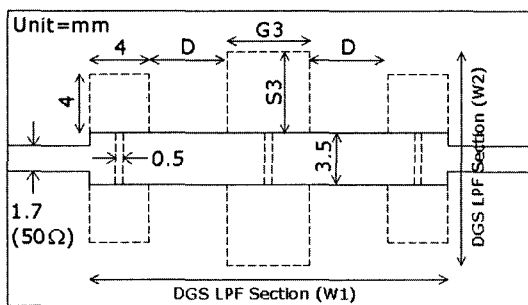 Unit=mm
4
D
G3
D
4
S3
0.5
3.5
1.7
(50Ω)
DGS LPF Section (W2)
DGS LPF Section (W1)